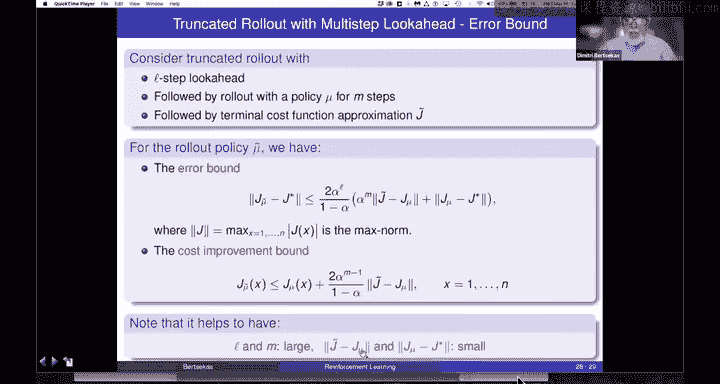 QuickTime Player File Edit View Window Help
Truncated Rollout with Multistep Lookahead - Error Bound
Consider truncated rollout with
ℓ-step lookahead
Followed by rollout with a policy μ for m steps
Followed by terminal cost function approximation J̃
For the rollout policy μ̃, we have:
The error bound
‖J_μ̃ − J*‖ ≤ 2α^ℓ / (1 − α) (α^m ‖J̃ − J_μ‖ + ‖J_μ − J*‖),
where ‖J‖ = max_{x=1,...,n} |J(x)| is the max-norm.
The cost improvement bound
J_μ̃(x) ≤ J_μ(x) + 2α^{m−1} / (1 − α) ‖J̃ − J_μ‖, x = 1, . . . , n
Note that it helps to have:
ℓ and m: large, ‖J̃ − J_μ‖ and ‖J_μ − J*‖: small
Bertsekas Reinforcement Learning 28 / 29
Dimitri Bertsekas